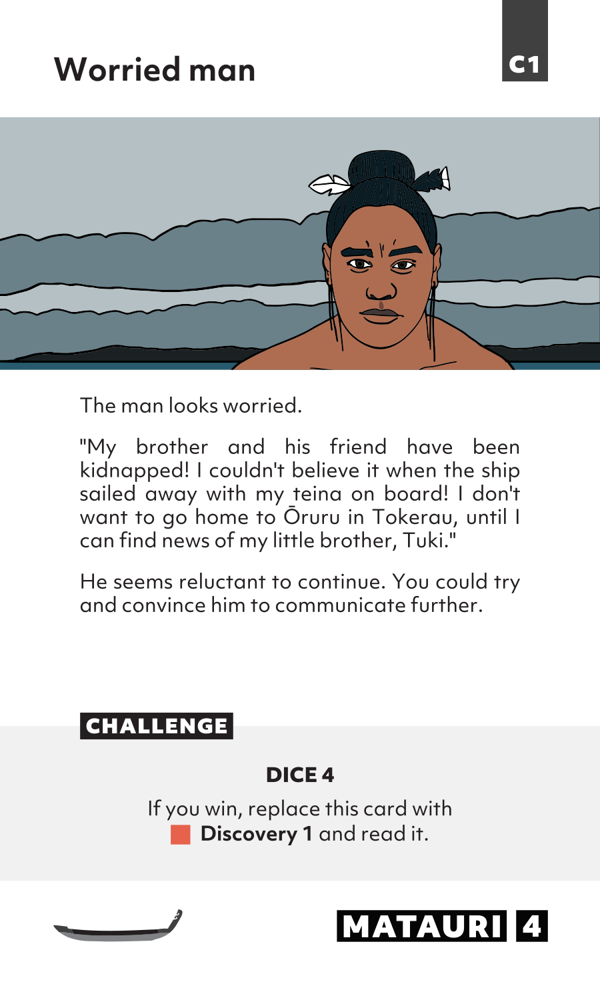 Worried man
C1
The man looks worried.
"My brother and his friend have been
kidnapped! I couldn't believe it when the ship
sailed away with my teina on board! I don't
want to go home to Ōruru in Tokerau, until I
can find news of my little brother, Tuki."
He seems reluctant to continue. You could try
and convince him to communicate further.
CHALLENGE
DICE 4
If you win, replace this card with
Discovery 1 and read it.
MATAURI 4